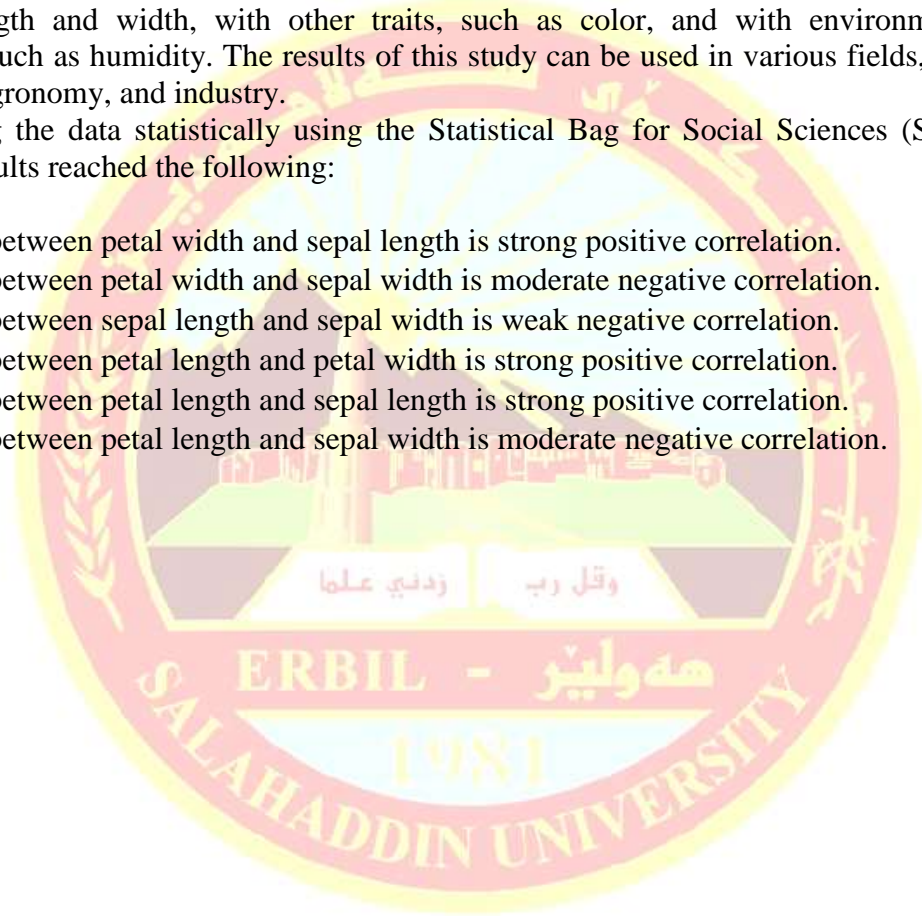 gth and width, with other traits, such as color, and with environm
uch as humidity. The results of this study can be used in various fields,
gronomy, and industry.
g the data statistically using the Statistical Bag for Social Sciences (S
ults reached the following:
between petal width and sepal length is strong positive correlation.
between petal width and sepal width is moderate negative correlation.
between sepal length and sepal width is weak negative correlation.
between petal length and petal width is strong positive correlation.
between petal length and sepal length is strong positive correlation.
between petal length and sepal width is moderate negative correlation.
وقل رب زدني علما
ERBIL - هەولێر
1981
SALAHADDIN UNIVERSITY